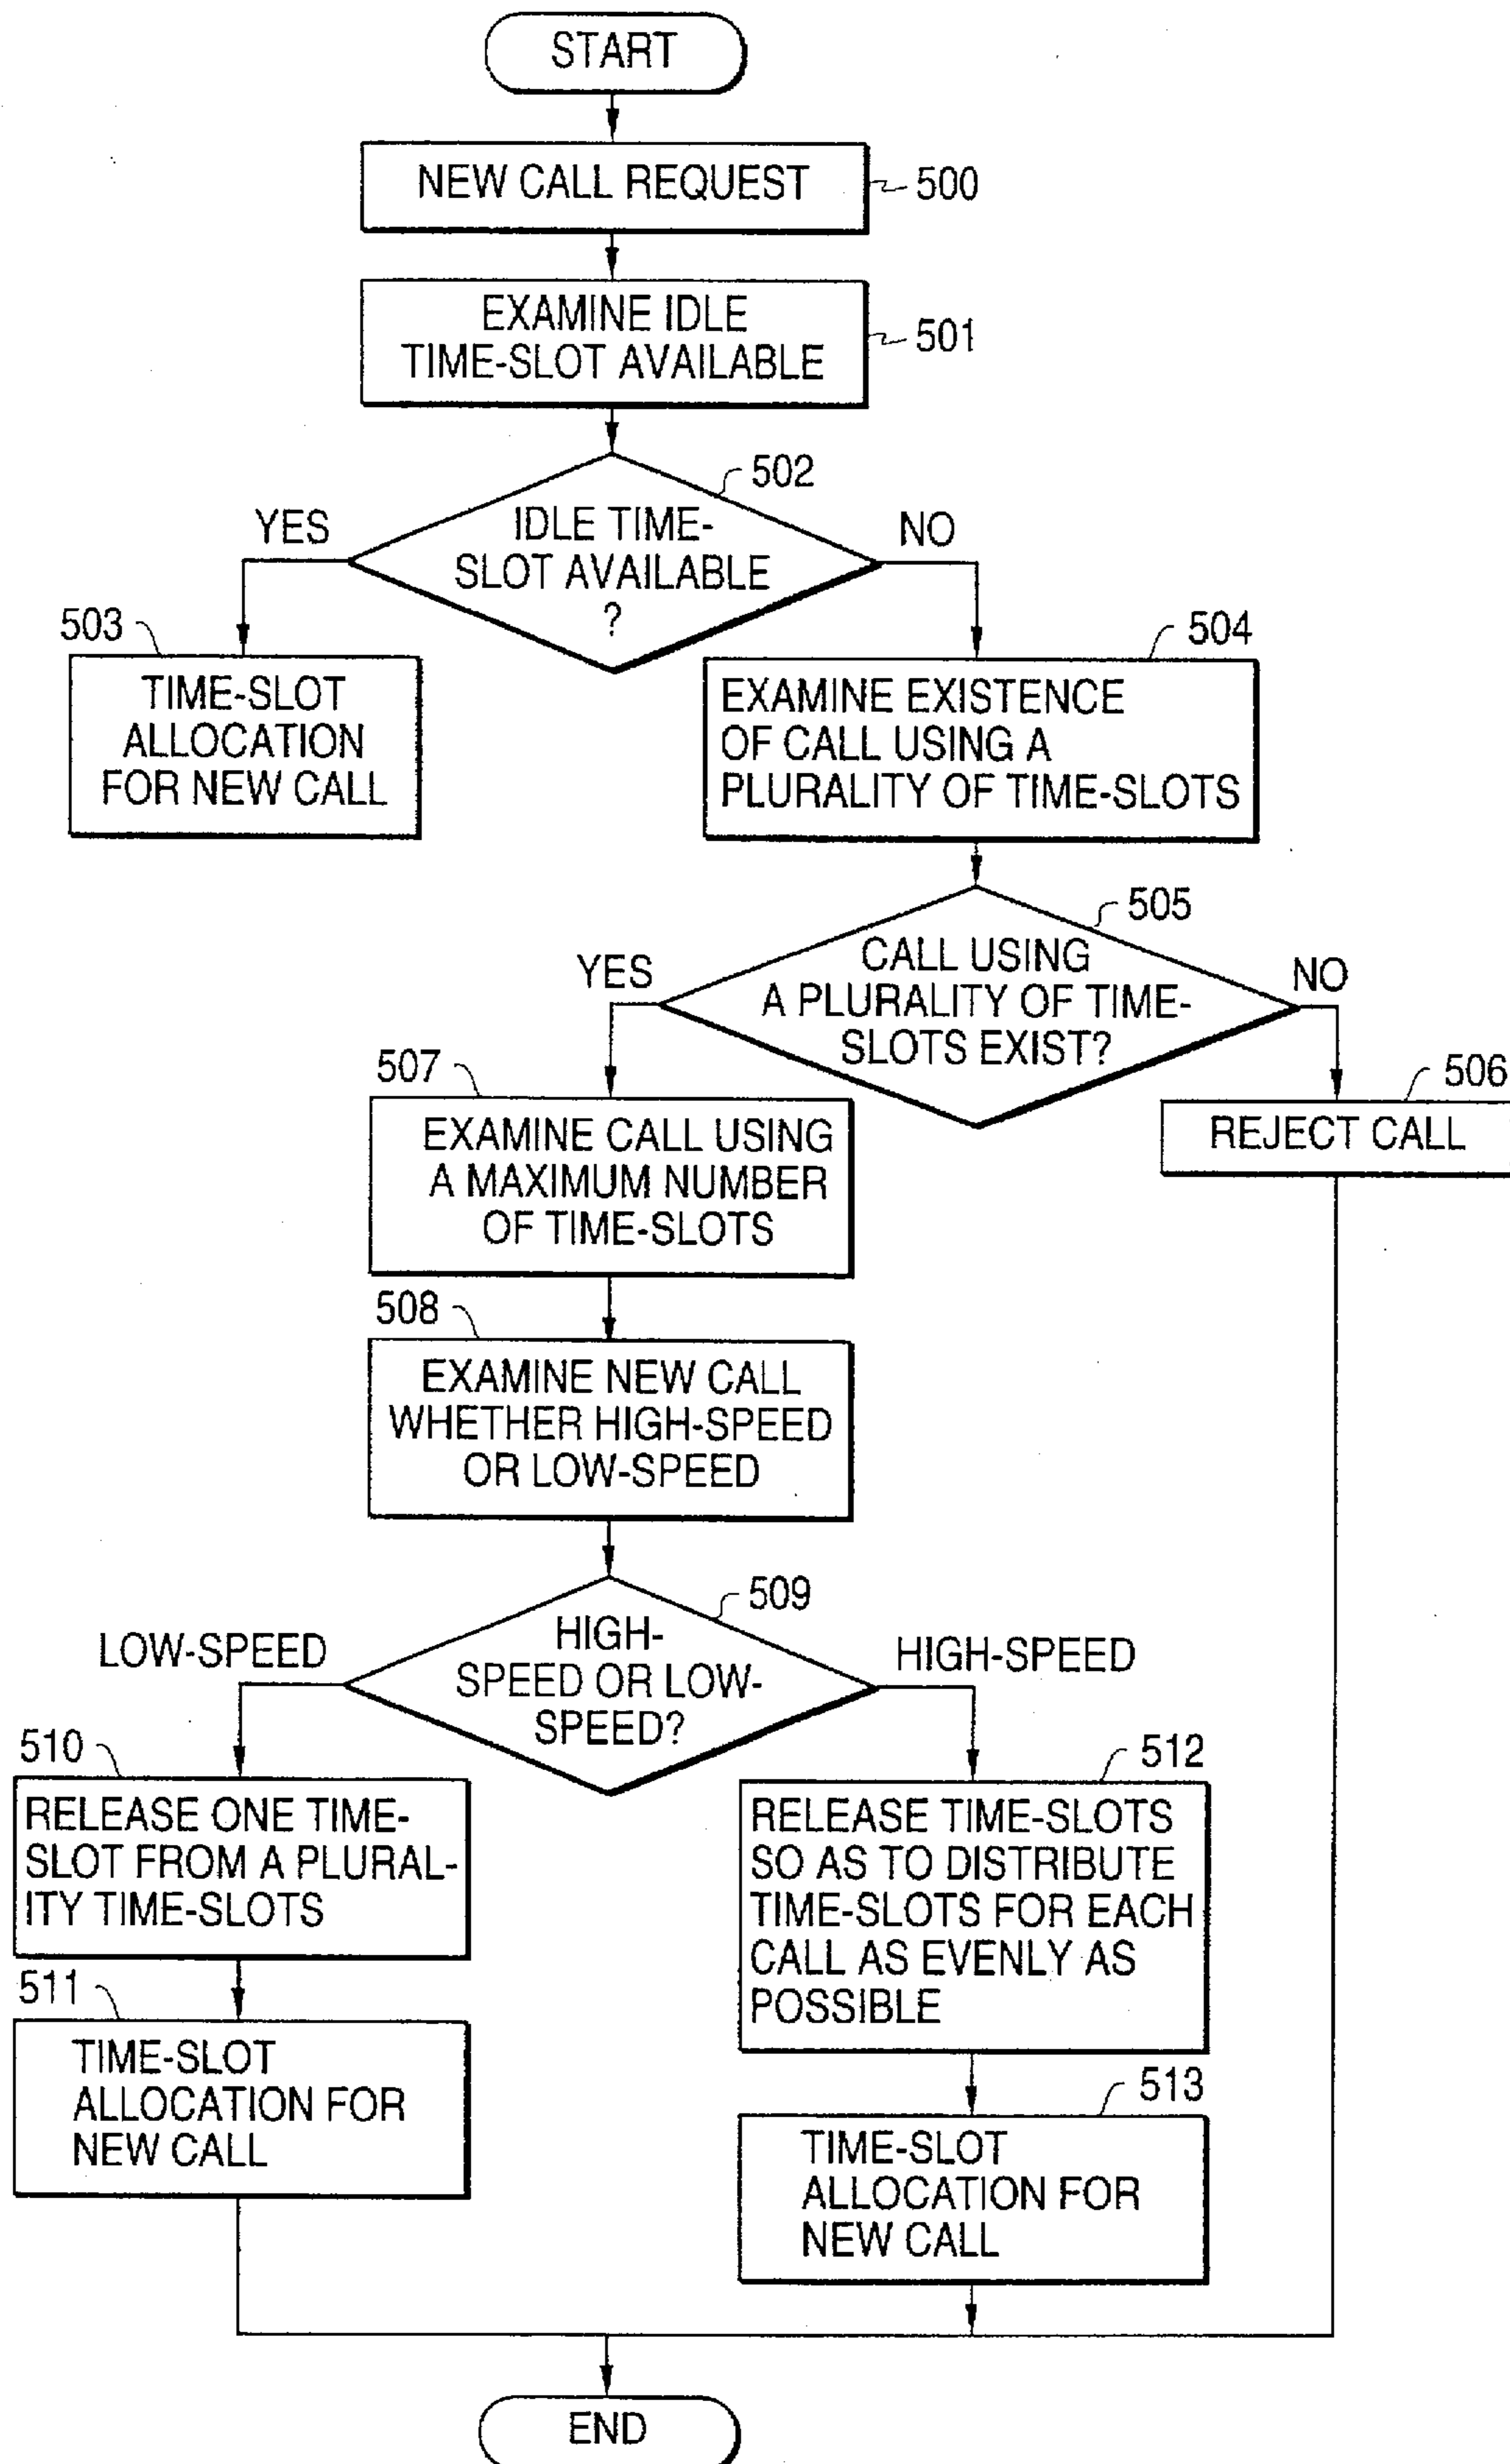 START
NEW CALL REQUEST
500
EXAMINE IDLE
TIME-SLOT AVAILABLE
501
502
IDLE TIME-
SLOT AVAILABLE
?
YES
NO
503
TIME-SLOT
ALLOCATION
FOR NEW CALL
504
EXAMINE EXISTENCE
OF CALL USING A
PLURALITY OF TIME-SLOTS
505
CALL USING
A PLURALITY OF TIME-
SLOTS EXIST?
YES
NO
506
REJECT CALL
507
EXAMINE CALL USING
A MAXIMUM NUMBER
OF TIME-SLOTS
508
EXAMINE NEW CALL
WHETHER HIGH-SPEED
OR LOW-SPEED
509
HIGH-
SPEED OR LOW-
SPEED?
LOW-SPEED
HIGH-SPEED
510
RELEASE ONE TIME-
SLOT FROM A PLURAL-
ITY TIME-SLOTS
511
TIME-SLOT
ALLOCATION FOR
NEW CALL
512
RELEASE TIME-SLOTS
SO AS TO DISTRIBUTE
TIME-SLOTS FOR EACH
CALL AS EVENLY AS
POSSIBLE
513
TIME-SLOT
ALLOCATION FOR
NEW CALL
END